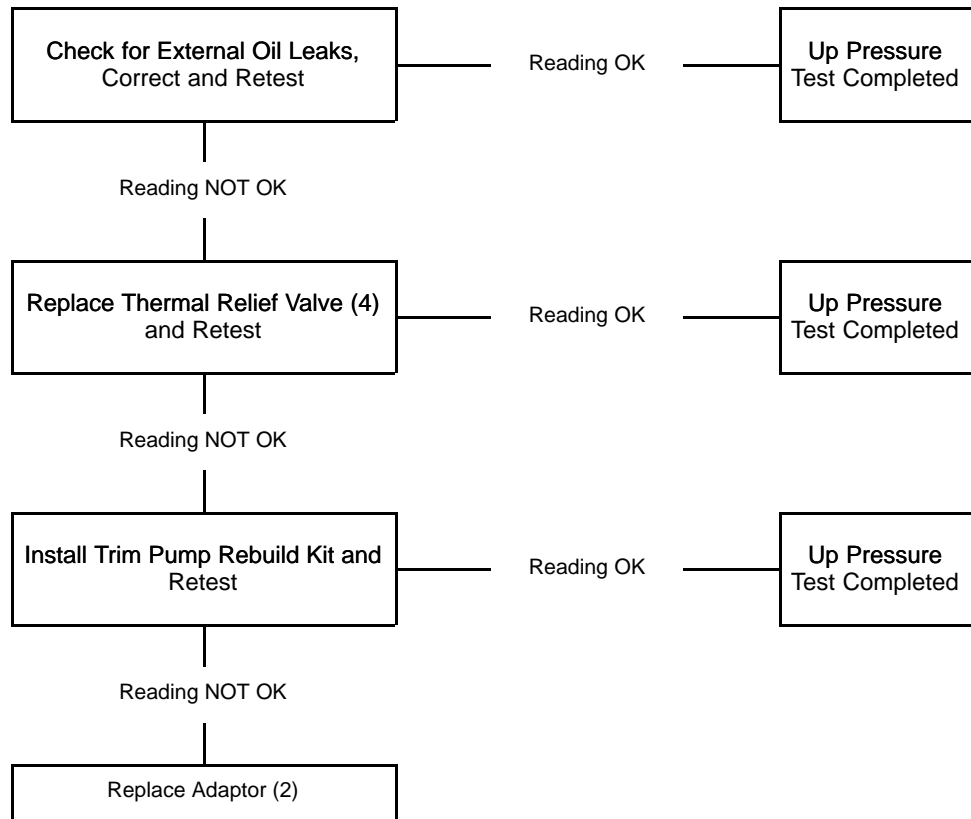 Check for External Oil Leaks,
Correct and Retest
Reading OK
Up Pressure
Test Completed
Reading NOT OK
Replace Thermal Relief Valve (4)
and Retest
Reading OK
Up Pressure
Test Completed
Reading NOT OK
Install Trim Pump Rebuild Kit and
Retest
Reading OK
Up Pressure
Test Completed
Reading NOT OK
Replace Adaptor (2)